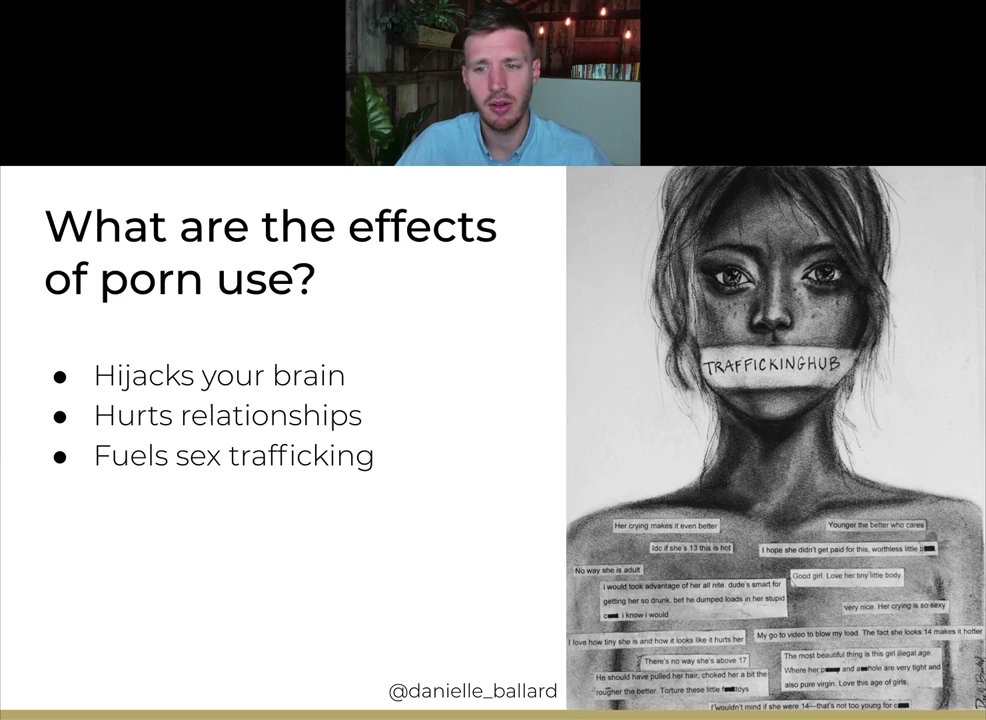 What are the effects
of porn use?
● Hijacks your brain
● Hurts relationships
● Fuels sex trafficking
@danielle_ballard
TRAFFICKINGHUB
Her crying makes it even better
Younger the better who cares
Idc if she's 13 this is hot
I hope she didn't get paid for this, worthless little b
No way she is adult
Good girl. Love her tiny little body.
I would took advantage of her all nite. dude's smart for
getting her so drunk. bet he dumped loads in her stupid
c i know i would
very nice. Her crying is so sexy
I love how tiny she is and how it looks like it hurts her
My go to video to blow my load. The fact she looks 14 makes it hotter
There's no way she's above 17
The most beautiful thing is this girl illegal age.
Where her p and a hole are very tight and
also pure virgin. Love this age of girls.
He should have pulled her hair, choked her a bit the
rougher the better. Torture these little f toys
I wouldn't mind if she were 14—that's not too young for c